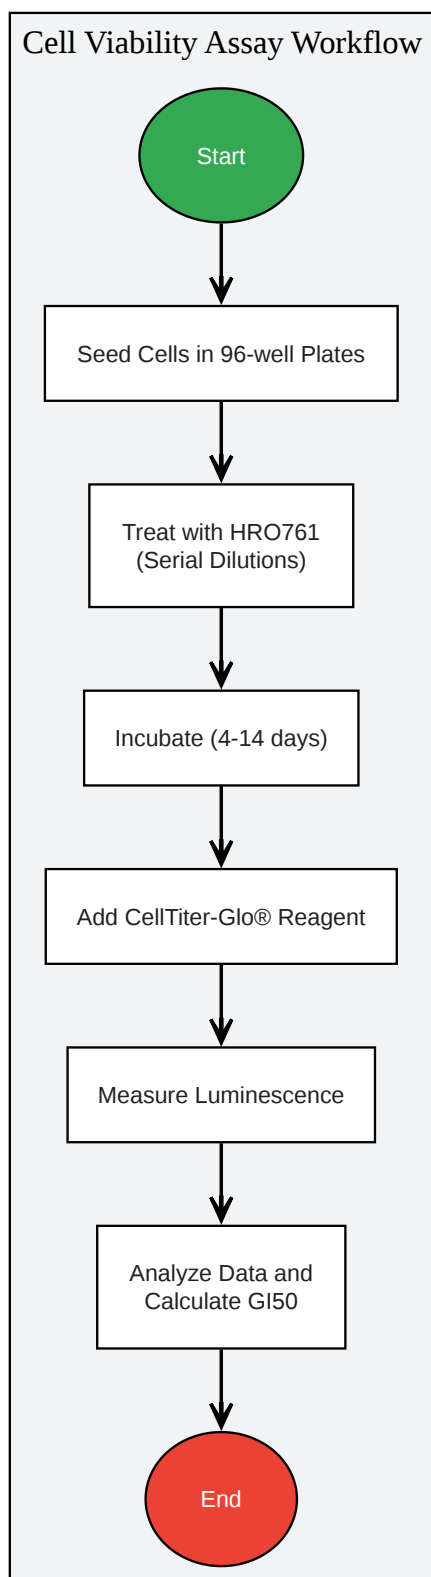 Cell Viability Assay Workflow
Start
Seed Cells in 96-well Plates
Treat with HRO761
(Serial Dilutions)
Incubate (4-14 days)
Add CellTiter-Glo® Reagent
Measure Luminescence
Analyze Data and
Calculate GI50
End